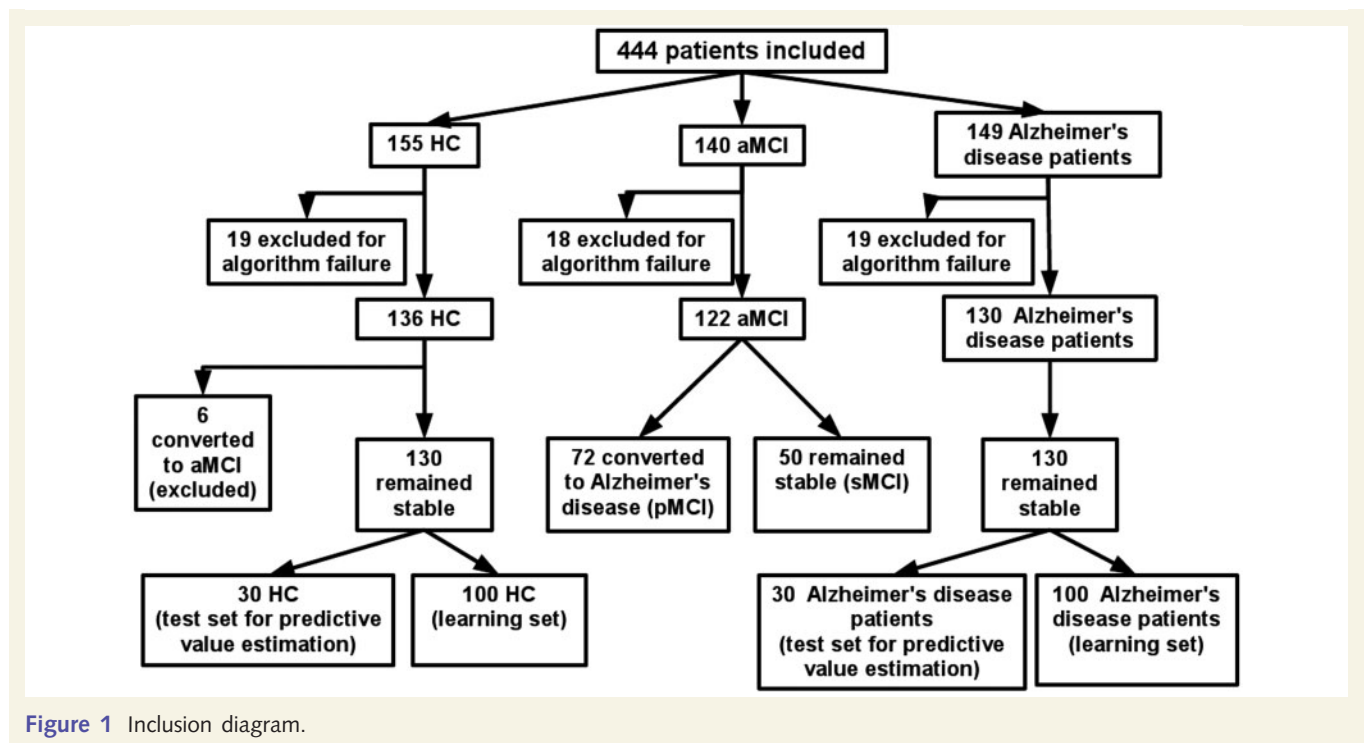 444 patients included
155 HC
140 aMCI
149 Alzheimer's
disease patients
19 excluded for
algorithm failure
18 excluded for
algorithm failure
19 excluded for
algorithm failure
136 HC
122 aMCI
130 Alzheimer's
disease patients
6
converted
to aMCI
(excluded)
130
remained
stable
72 converted
to Alzheimer's
disease (pMCI)
50 remained
stable (sMCI)
130
remained
stable
30 HC
(test set for predictive
value estimation)
100 HC
(learning set)
30 Alzheimer's disease
patients
(test set for predictive
value estimation)
100 Alzheimer's
disease patients
(learning set)
Figure 1 Inclusion diagram.